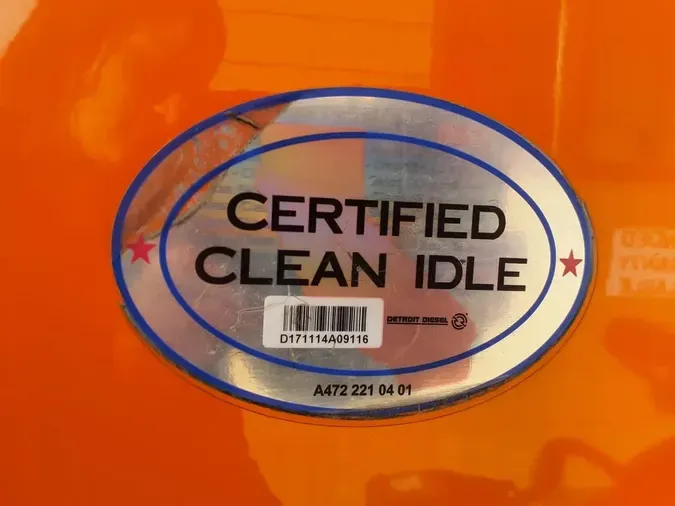 CERTIFIED
CLEAN IDLE
D171114A09116
DETROIT DIESEL
A472 221 04 01